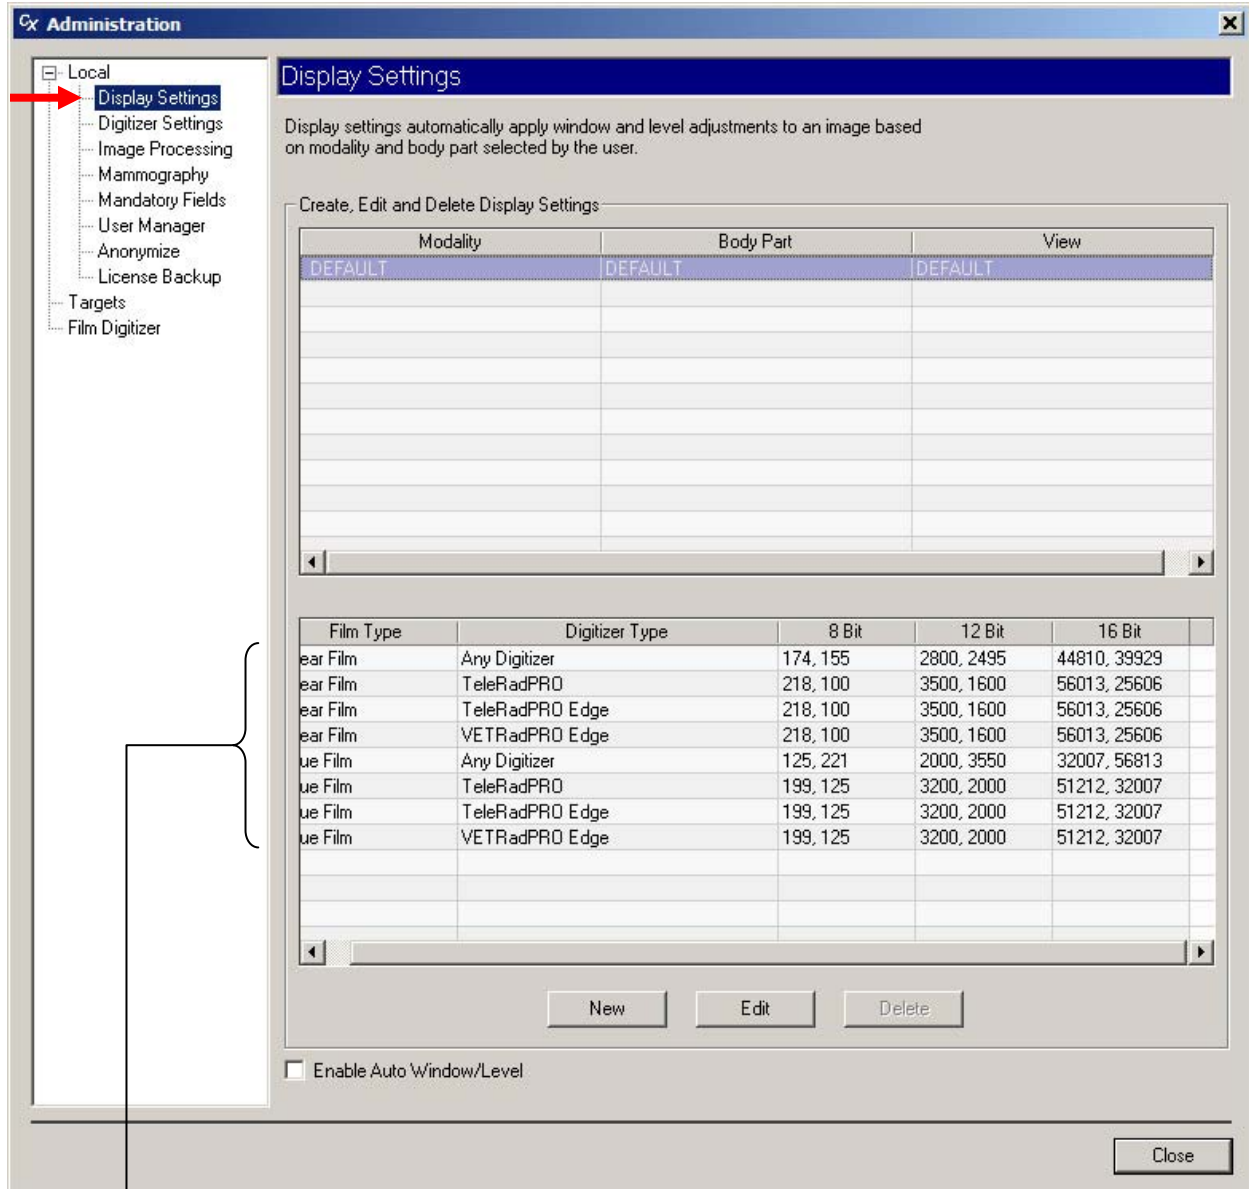 Cx Administration
Local
Display Settings
Digitizer Settings
Image Processing
Mammography
Mandatory Fields
User Manager
Anonymize
License Backup
Targets
Film Digitizer
Display Settings
Display settings automatically apply window and level adjustments to an image based
on modality and body part selected by the user.
Create, Edit and Delete Display Settings
Modality Body Part View
DEFAULT DEFAULT DEFAULT
Film Type Digitizer Type 8 Bit 12 Bit 16 Bit
ear Film Any Digitizer 174, 155 2800, 2495 44810, 39929
ear Film TeleRadPRO 218, 100 3500, 1600 56013, 25606
ear Film TeleRadPRO Edge 218, 100 3500, 1600 56013, 25606
ear Film VETRadPRO Edge 218, 100 3500, 1600 56013, 25606
ue Film Any Digitizer 125, 221 2000, 3550 32007, 56813
ue Film TeleRadPRO 199, 125 3200, 2000 51212, 32007
ue Film TeleRadPRO Edge 199, 125 3200, 2000 51212, 32007
ue Film VETRadPRO Edge 199, 125 3200, 2000 51212, 32007
New Edit Delete
Enable Auto Window/Level
Close